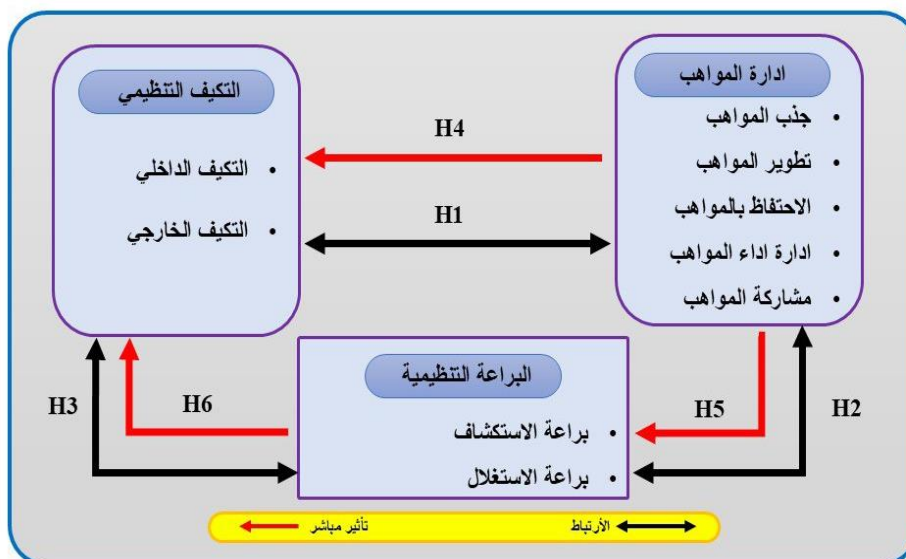 ادارة المواهب
• جذب المواهب
• تطوير المواهب
• الاحتفاظ بالمواهب
• ادارة اداء المواهب
• مشاركة المواهب
H4
H1
التكيف التنظيمي
• التكيف الداخلي
• التكيف الخارجي
H2
H5
البراعة التنظيمية
• براعة الاستكشاف
• براعة الاستغلال
H6
H3
الأرتباط
تأثير مباشر